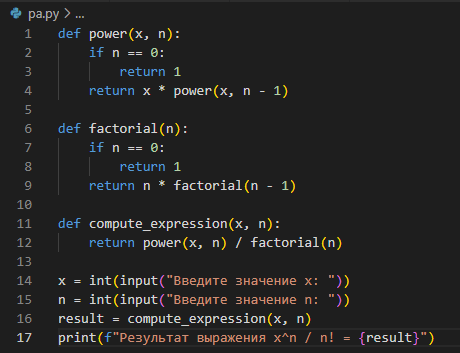 pa.py > ...
1 def power(x, n):
2     if n == 0:
3         return 1
4     return x * power(x, n - 1)
5
6 def factorial(n):
7     if n == 0:
8         return 1
9     return n * factorial(n - 1)
10
11 def compute_expression(x, n):
12     return power(x, n) / factorial(n)
13
14 x = int(input("Введите значение x: "))
15 n = int(input("Введите значение n: "))
16 result = compute_expression(x, n)
17 print(f"Результат выражения x^n / n! = {result}")